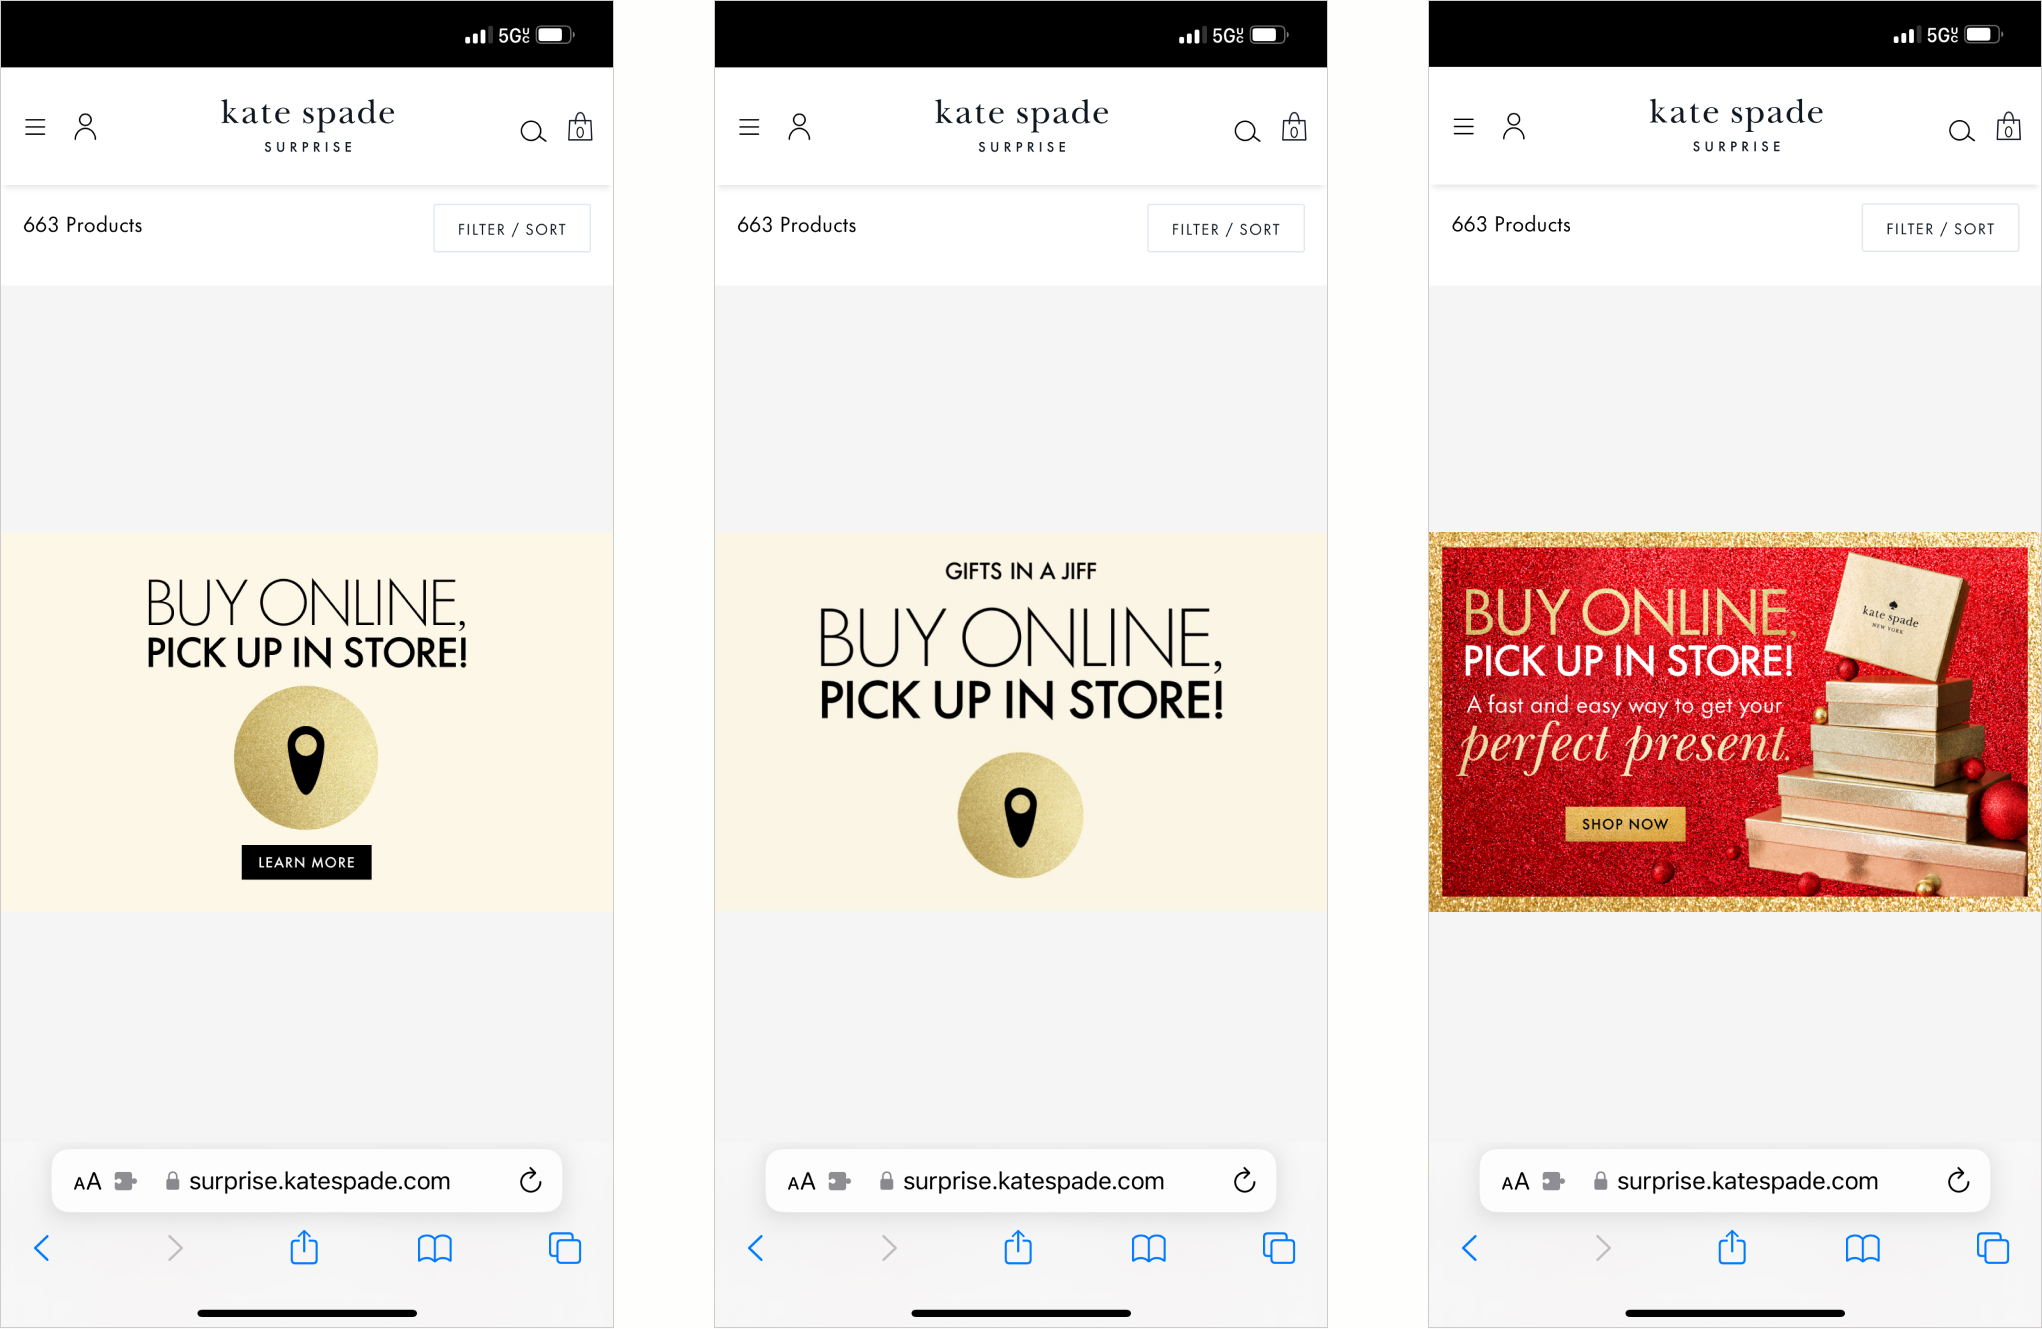 5GUC
kate spade
SURPRISE
0
663 Products
FILTER / SORT
BUY ONLINE,
PICK UP IN STORE!
LEARN MORE
AA
surprise.katespade.com
5GUC
kate spade
SURPRISE
0
663 Products
FILTER / SORT
GIFTS IN A JIFF
BUY ONLINE,
PICK UP IN STORE!
AA
surprise.katespade.com
5GUC
kate spade
SURPRISE
0
663 Products
FILTER / SORT
BUY ONLINE,
PICK UP IN STORE!
A fast and easy way to get your
perfect present.
SHOP NOW
kate spade
NEW YORK
AA
surprise.katespade.com